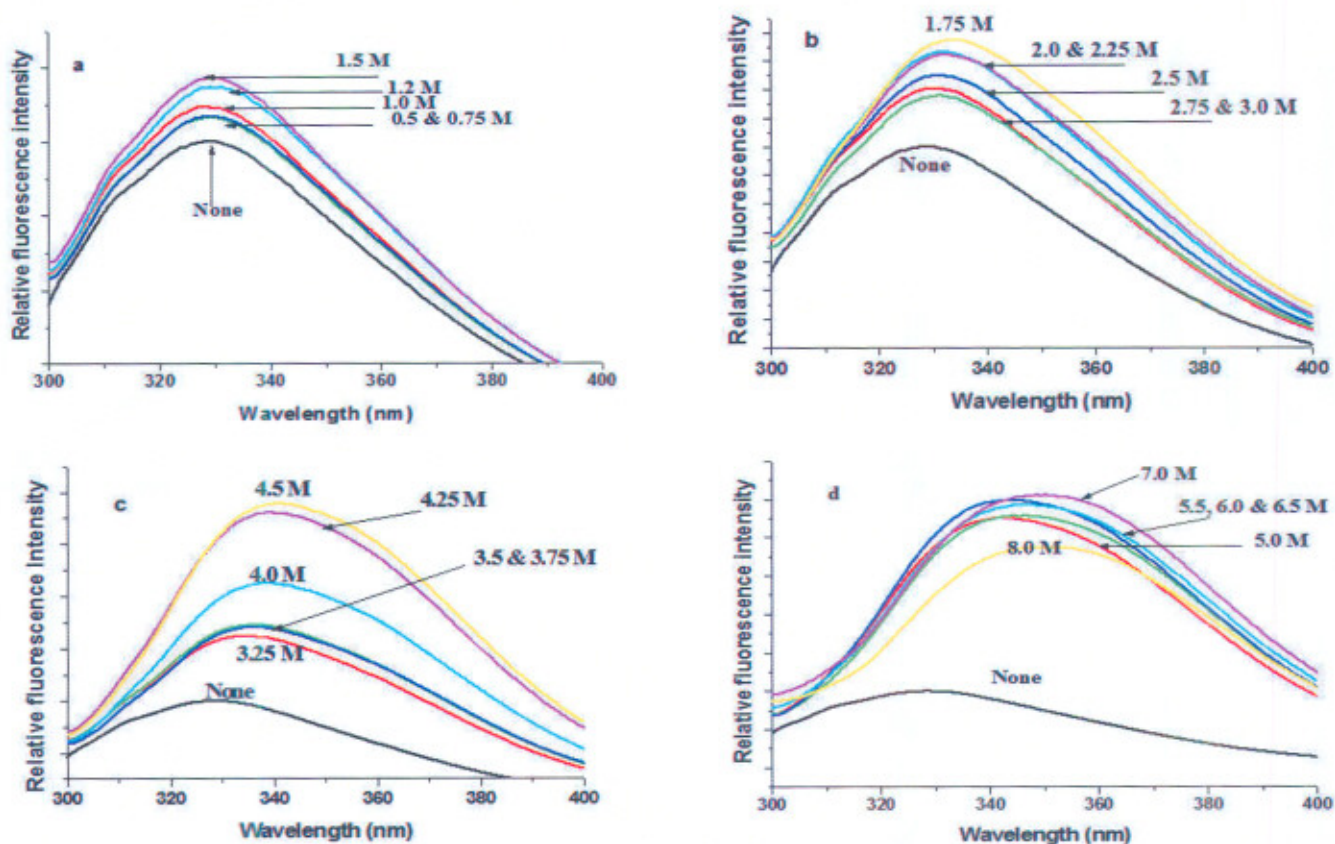 a
1.5 M
1.2 M
1.0 M
0.5 & 0.75 M
None
Relative fluorescence intensity
300 320 340 360 380 400
Wavelength (nm)
b
1.75 M
2.0 & 2.25 M
2.5 M
2.75 & 3.0 M
None
Relative fluorescence intensity
300 320 340 360 380 400
Wavelength (nm)
c
4.5 M
4.25 M
3.5 & 3.75 M
4.0 M
3.25 M
None
Relative fluorescence Intensity
300 320 340 360 380 400
Wavelength (nm)
d
7.0 M
5.5, 6.0 & 6.5 M
8.0 M
5.0 M
None
Relative fluorescence intensity
300 320 340 360 380 400
Wavelength (nm)